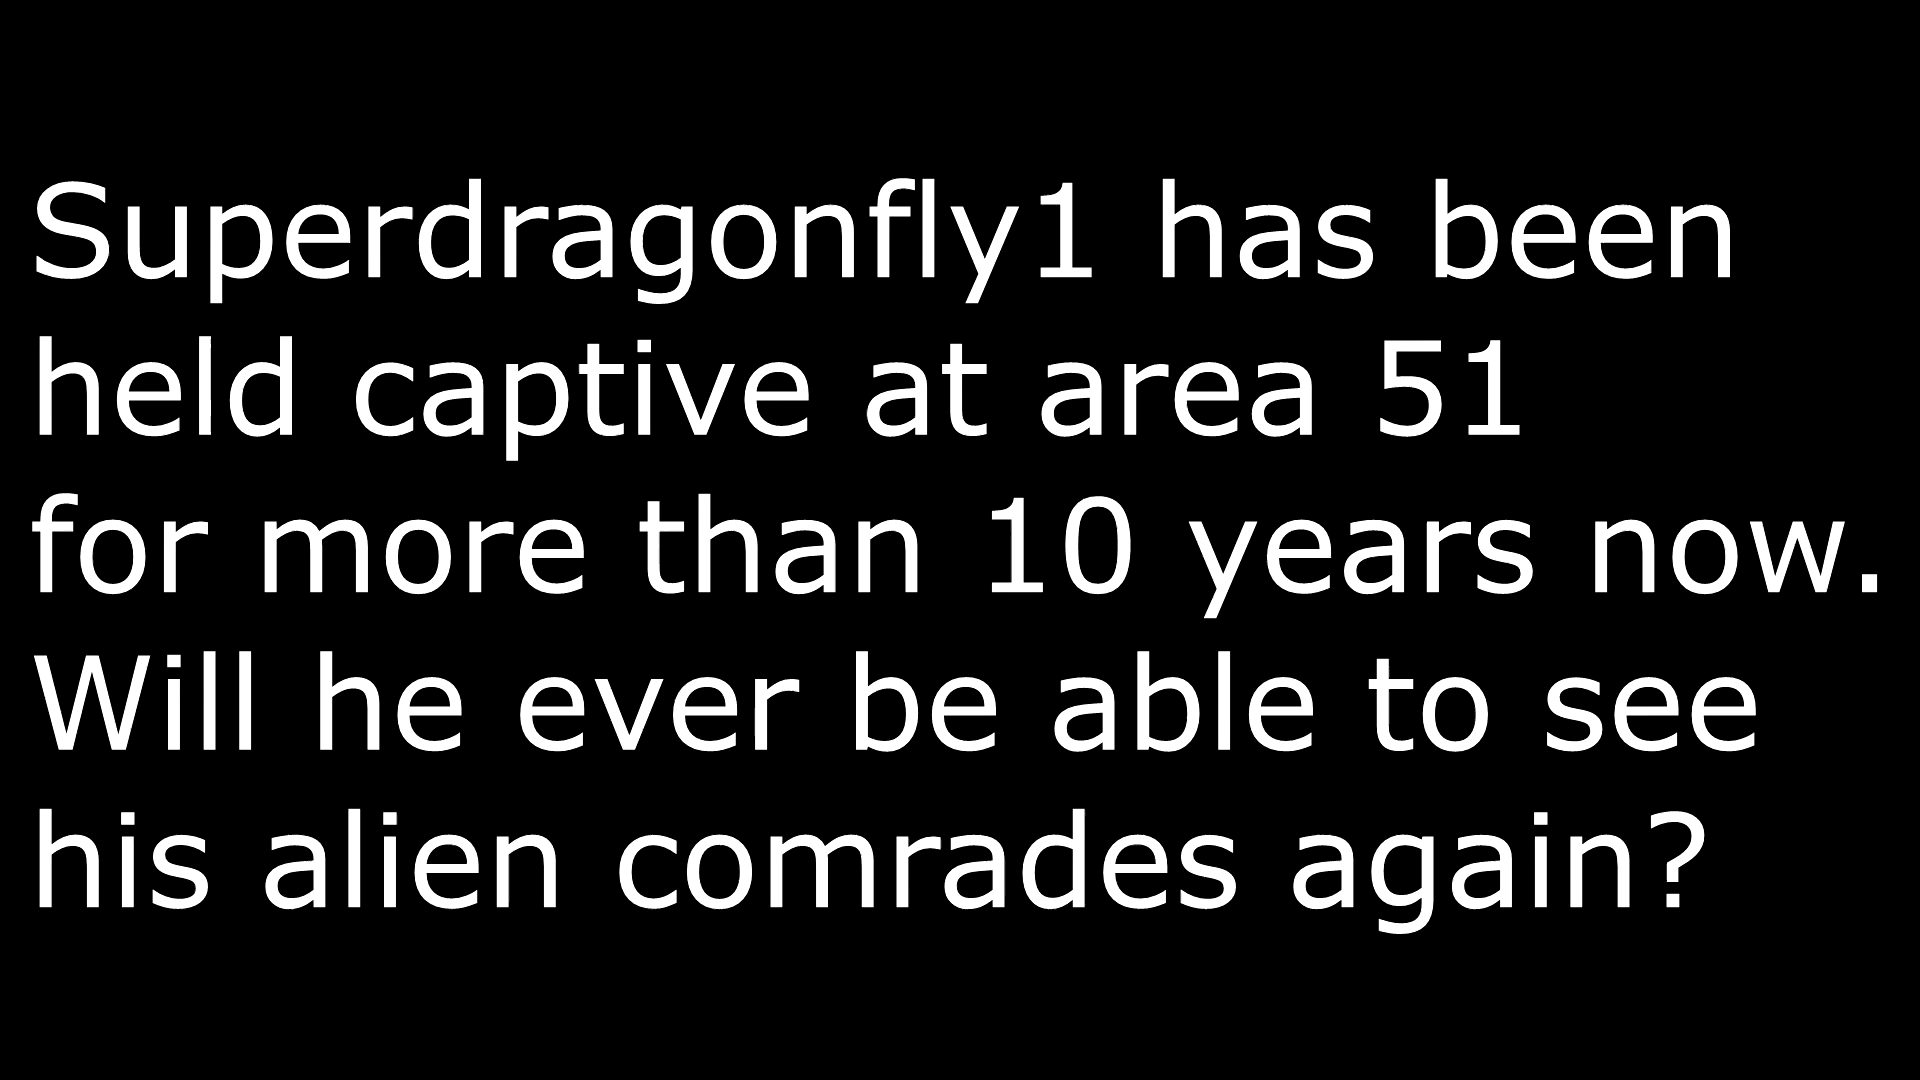 Superdragonfly1 has been
held captive at area 51
for more than 10 years now.
Will he ever be able to see
his alien comrades again?